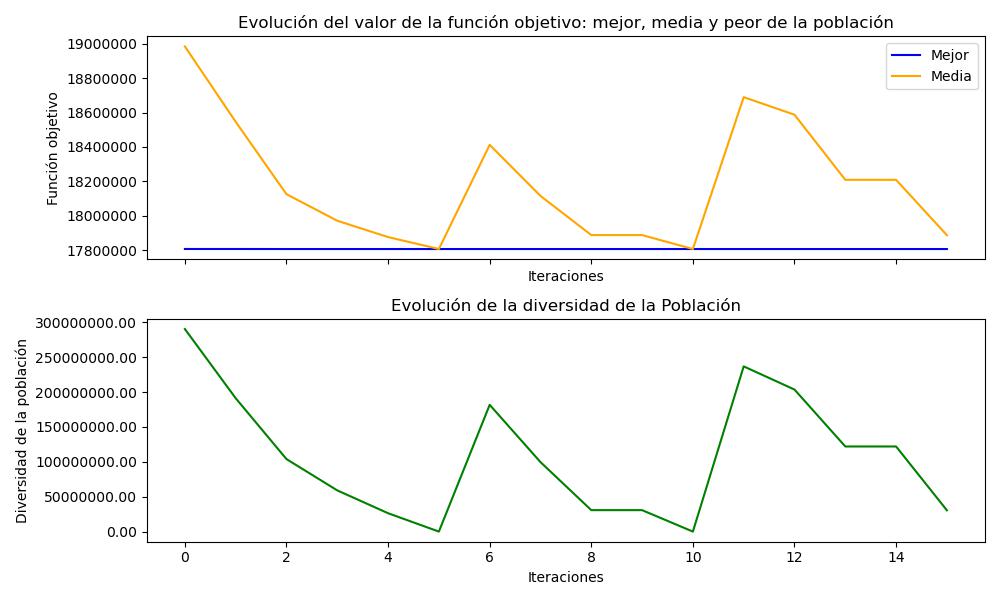 Evolución del valor de la función objetivo: mejor, media y peor de la población
Función objetivo
19000000
18800000
18600000
18400000
18200000
18000000
17800000
Mejor
Media
Iteraciones
Evolución de la diversidad de la Población
Diversidad de la población
300000000.00
250000000.00
200000000.00
150000000.00
100000000.00
50000000.00
0.00
0 2 4 6 8 10 12 14
Iteraciones